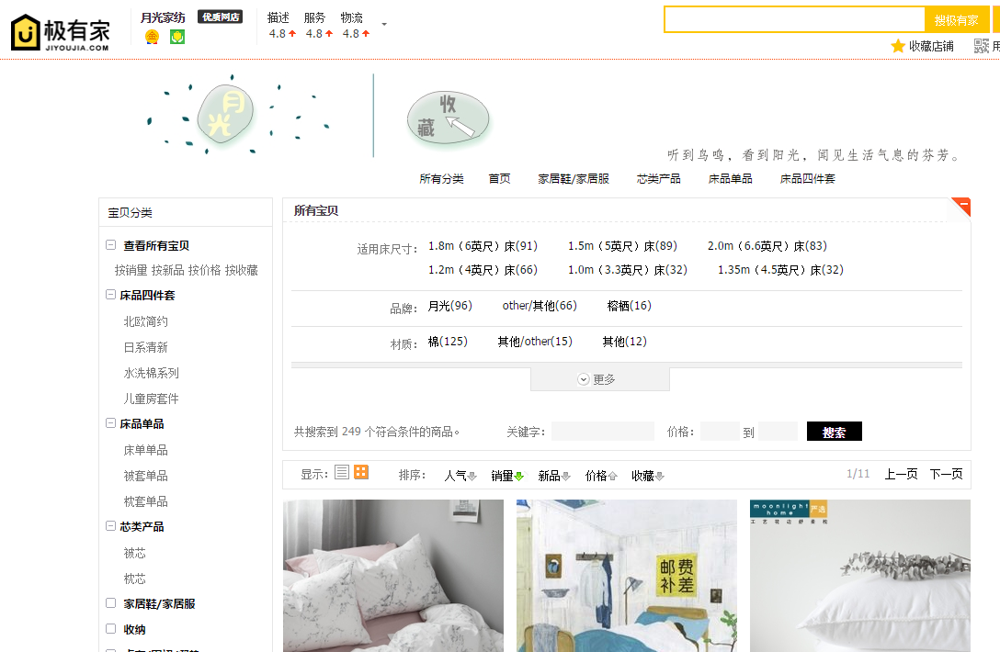 极有家
JIYOUJIA.COM
月光家纺 优质网店
描述 服务 物流
4.8 4.8 4.8
搜极有家
收藏店铺
用
月光
收藏
听到鸟鸣，看到阳光，闻见生活气息的芬芳。
所有分类 首页 家居鞋/家居服 芯类产品 床品单品 床品四件套
宝贝分类
查看所有宝贝
按销量 按新品 按价格 按收藏
床品四件套
北欧简约
日系清新
水洗棉系列
儿童房套件
床品单品
床单单品
被套单品
枕套单品
芯类产品
被芯
枕芯
家居鞋/家居服
收纳
所有宝贝
适用床尺寸： 1.8m（6英尺）床(91) 1.5m（5英尺）床(89) 2.0m（6.6英尺）床(83)
1.2m（4英尺）床(66) 1.0m（3.3英尺）床(32) 1.35m（4.5英尺）床(32)
品牌： 月光(96) other/其他(66) 榕栖(16)
材质： 棉(125) 其他/other(15) 其他(12)
更多
共搜索到 249 个符合条件的商品。 关键字： 价格： 到 搜索
显示： 排序： 人气 销量 新品 价格 收藏 1/11 上一页 下一页
邮费
补差
moonlight
home
严选
工艺花边舒单枕